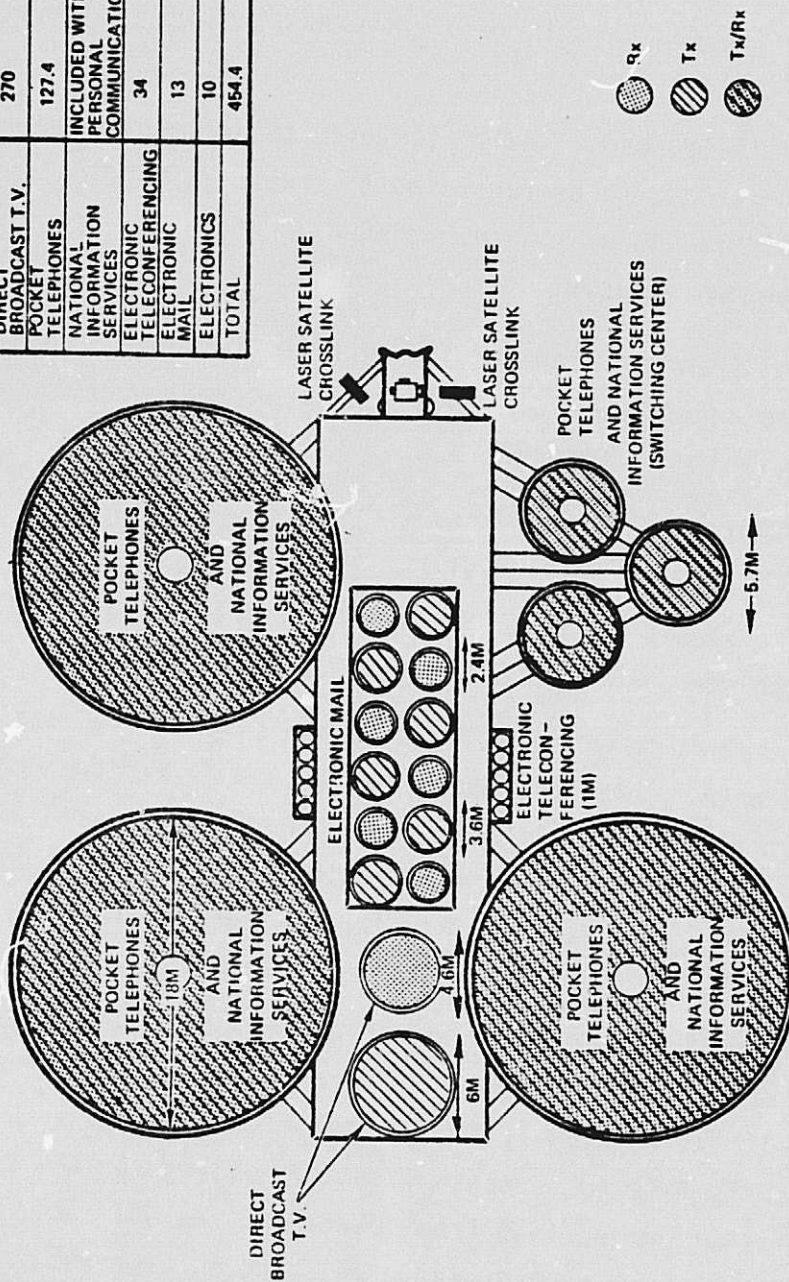 DIRECT
BROADCAST T.V.
270
POCKET
TELEPHONES
127.4
NATIONAL
INFORMATION
SERVICES
INCLUDED WITH
PERSONAL
ELECTRONIC
TELECONFERENCING
34
ELECTRONIC
MAIL
13
ELECTRONICS
10
TOTAL
454.4
POCKET
TELEPHONES
18M
AND
NATIONAL
INFORMATION
SERVICES
POCKET
TELEPHONES
AND
NATIONAL
INFORMATION
SERVICES
LASER SATELLITE
CROSSLINK
DIRECT
BROADCAST
T.V.
6M
4.6M
ELECTRONIC MAIL
3.6M
2.4M
LASER SATELLITE
CROSSLINK
POCKET
TELEPHONES
AND
NATIONAL
INFORMATION
SERVICES
ELECTRONIC
TELECON-
FERENCING
(1M)
POCKET
TELEPHONES
AND NATIONAL
INFORMATION SERVICES
(SWITCHING CENTER)
5.7M
Rx
Tx
Tx/Rx